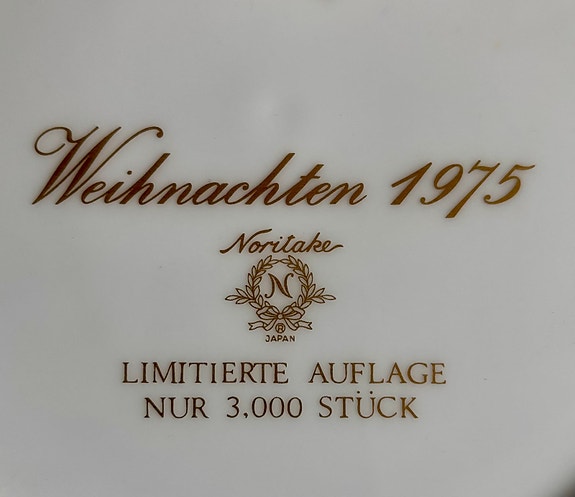 Weihnachten 1975
Noritake
N
®
JAPAN
LIMITIERTE AUFLAGE
NUR 3,000 STÜCK